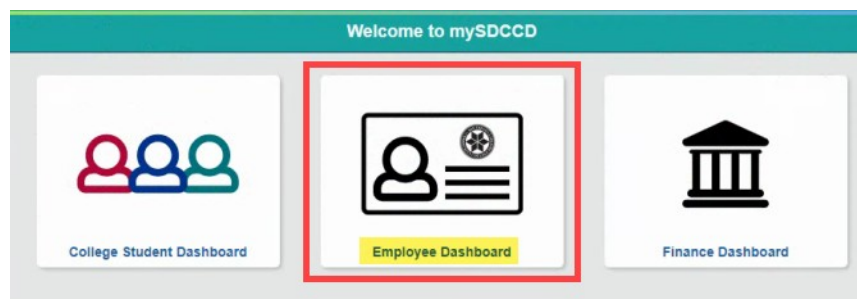 Welcome to mySDCCD
College Student Dashboard
Employee Dashboard
Finance Dashboard